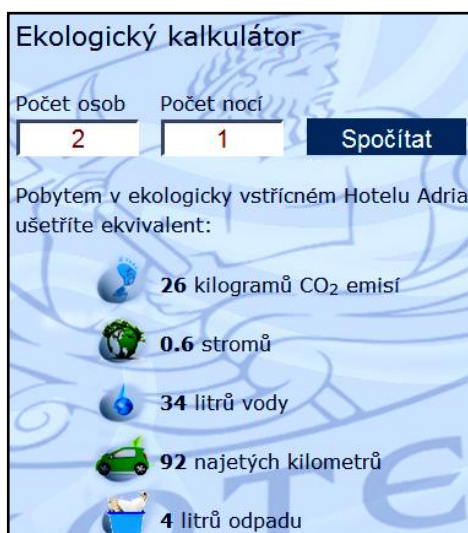 Ekologický kalkulátor
Počet osob Počet nocí
2 1 Spočítat
Pobytem v ekologicky vstřícném Hotelu Adria
ušetříte ekvivalent:
26 kilogramů CO₂ emisí
0.6 stromů
34 litrů vody
92 najetých kilometrů
4 litrů odpadu